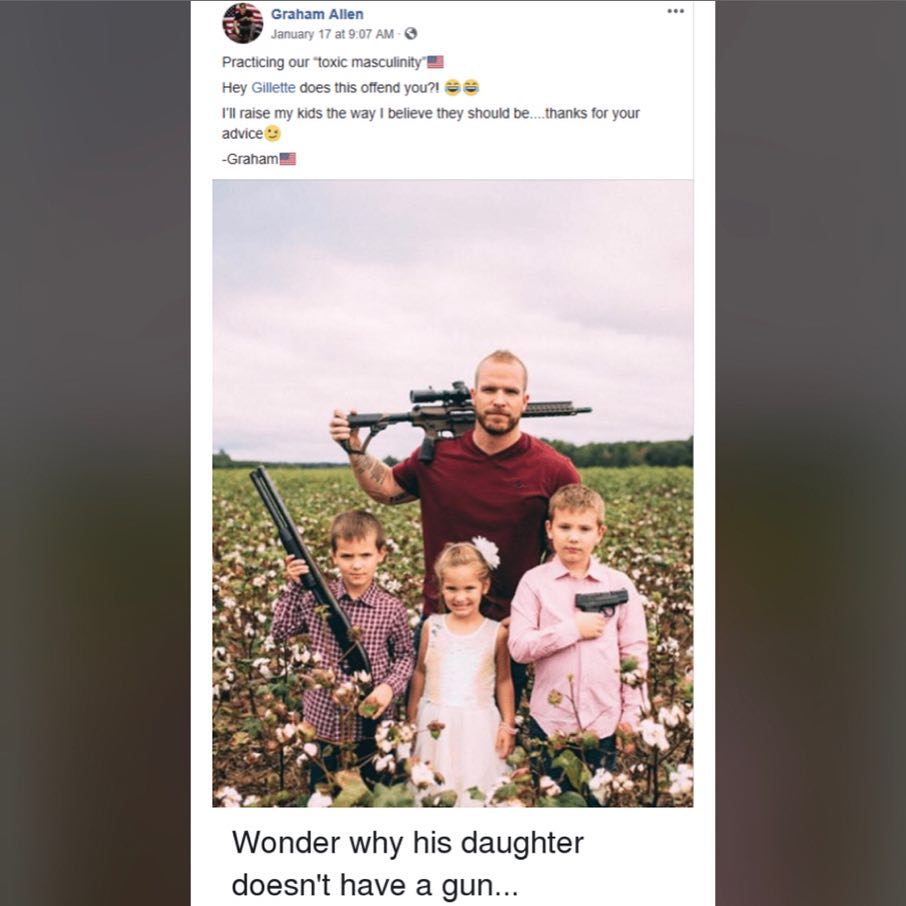 Graham Allen
January 17 at 9:07 AM ·
Practicing our "toxic masculinity"🇺🇸
Hey Gillette does this offend you?! 😂😂
I'll raise my kids the way I believe they should be....thanks for your
advice😉
-Graham🇺🇸
Wonder why his daughter
doesn't have a gun...